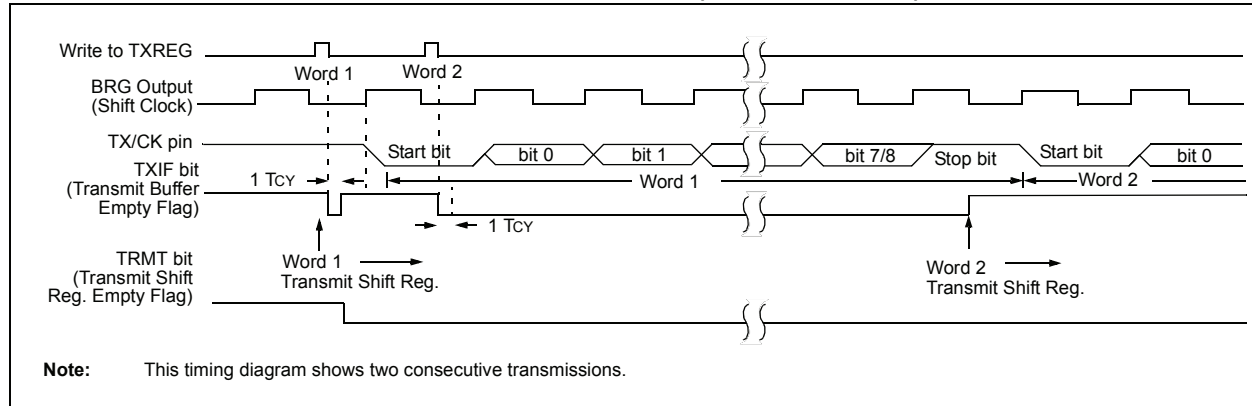 Write to TXREG
Word 1
Word 2
BRG Output
(Shift Clock)
TX/CK pin
Start bit
bit 0
bit 1
bit 7/8
Stop bit
Start bit
bit 0
TXIF bit
(Transmit Buffer
Empty Flag)
1 TCY
Word 1
Word 2
1 TCY
TRMT bit
(Transmit Shift
Reg. Empty Flag)
Word 1
Transmit Shift Reg.
Word 2
Transmit Shift Reg.
Note: This timing diagram shows two consecutive transmissions.